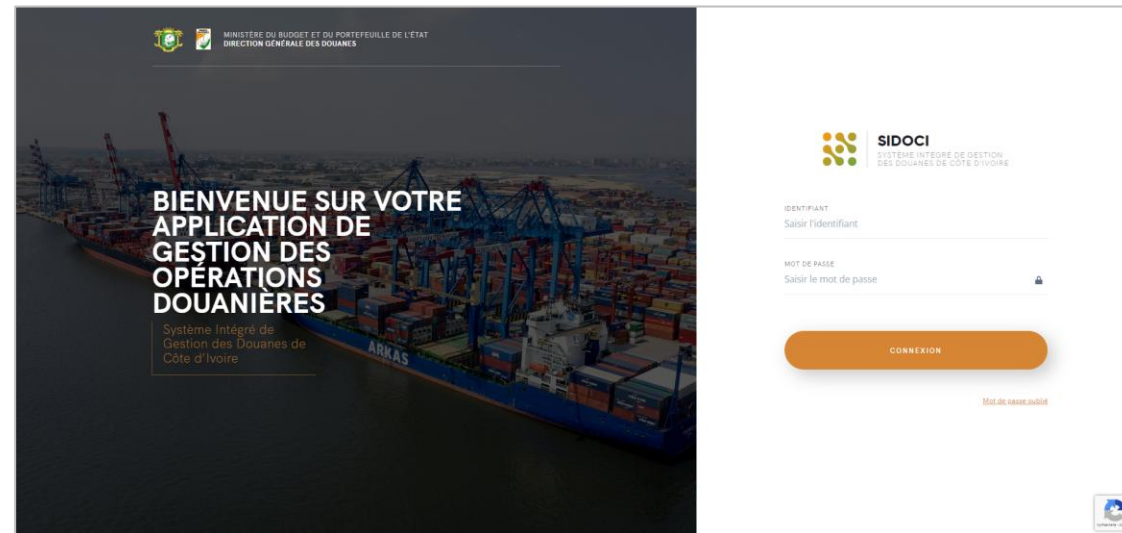 MINISTÈRE DU BUDGET ET DU PORTEFEUILLE DE L'ÉTAT
DIRECTION GÉNÉRALE DES DOUANES
BIENVENUE SUR VOTRE
APPLICATION DE
GESTION DES
OPÉRATIONS
DOUANIÈRES
Système Intégré de
Gestion des Douanes de
Côte d'Ivoire
ARKAS
SIDOCI
SYSTÈME INTÉGRÉ DE GESTION
DES DOUANES DE CÔTE D'IVOIRE
IDENTIFIANT
Saisir l'identifiant
MOT DE PASSE
Saisir le mot de passe
CONNEXION
Mot de passe oublié